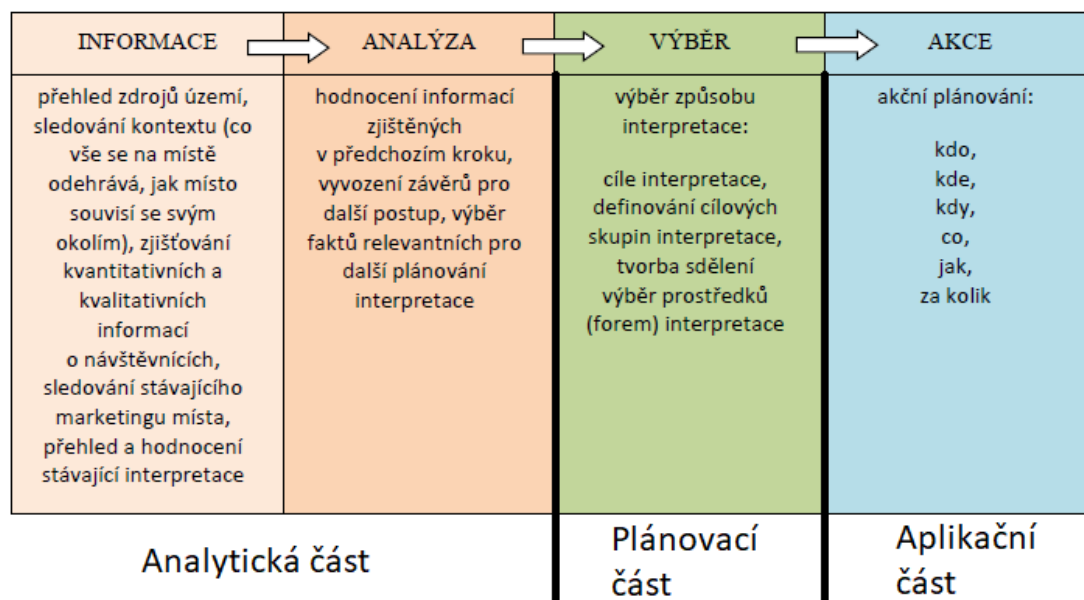 INFORMACE
ANALÝZA
VÝBĚR
AKCE
přehled zdrojů území,
sledování kontextu (co
vše se na místě
odehrává, jak místo
souvisí se svým
okolím), zjišťování
kvantitativních a
kvalitativních
informací
o návštěvnících,
sledování stávajícího
marketingu místa,
přehled a hodnocení
stávající interpretace
hodnocení informací
zjištěných
v předchozím kroku,
vyvození závěrů pro
další postup, výběr
faktů relevantních pro
další plánování
interpretace
výběr způsobu
interpretace:
cíle interpretace,
definování cílových
skupin interpretace,
tvorba sdělení
výběr prostředků
(forem) interpretace
akční plánování:
kdo,
kde,
kdy,
co,
jak,
za kolik
Analytická část
Plánovací
část
Aplikační
část